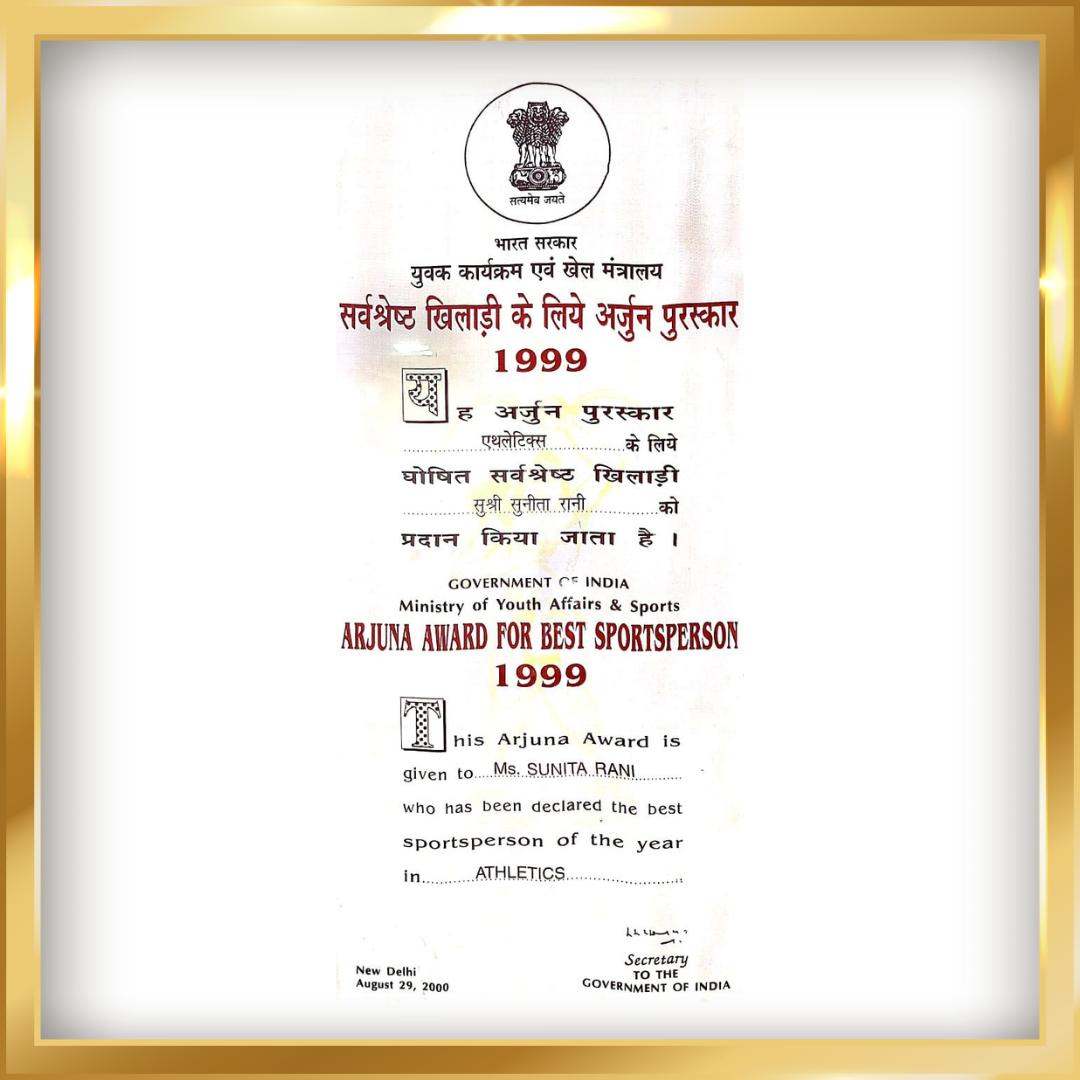 सत्यमेव जयते
भारत सरकार
युवक कार्यक्रम एवं खेल मंत्रालय
सर्वश्रेष्ठ खिलाड़ी के लिये अर्जुन पुरस्कार
1999
यह अर्जुन पुरस्कार
एथलेटिक्स के लिये
घोषित सर्वश्रेष्ठ खिलाड़ी
सुश्री सुनीता रानी को
प्रदान किया जाता है ।
GOVERNMENT OF INDIA
Ministry of Youth Affairs & Sports
ARJUNA AWARD FOR BEST SPORTSPERSON
1999
This Arjuna Award is
given to Ms. SUNITA RANI
who has been declared the best
sportsperson of the year
in ATHLETICS
Secretary
TO THE
GOVERNMENT OF INDIA
New Delhi
August 29, 2000